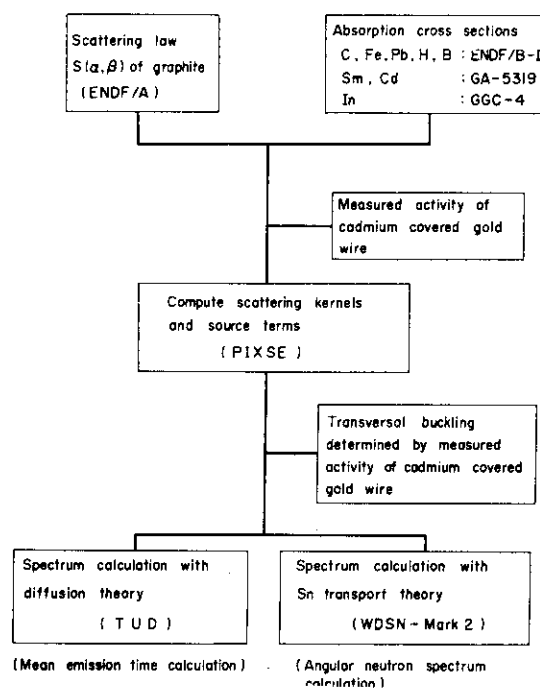 Scattering law
S(α,β) of graphite
(ENDF/A)
Absorption cross sections
C, Fe, Pb, H, B : ENDF/B-
Sm, Cd : GA-5319
In : GGC-4
Measured activity of
cadmium covered gold
wire
Compute scattering kernels
and source terms
(PIXSE)
Transversal buckling
determined by measured
activity of cadmium covered
gold wire
Spectrum calculation with
diffusion theory
(TUD)
Spectrum calculation with
Sn transport theory
(WDSN-Mark 2)
(Mean emission time calculation)
(Angular neutron spectrum
calculation)